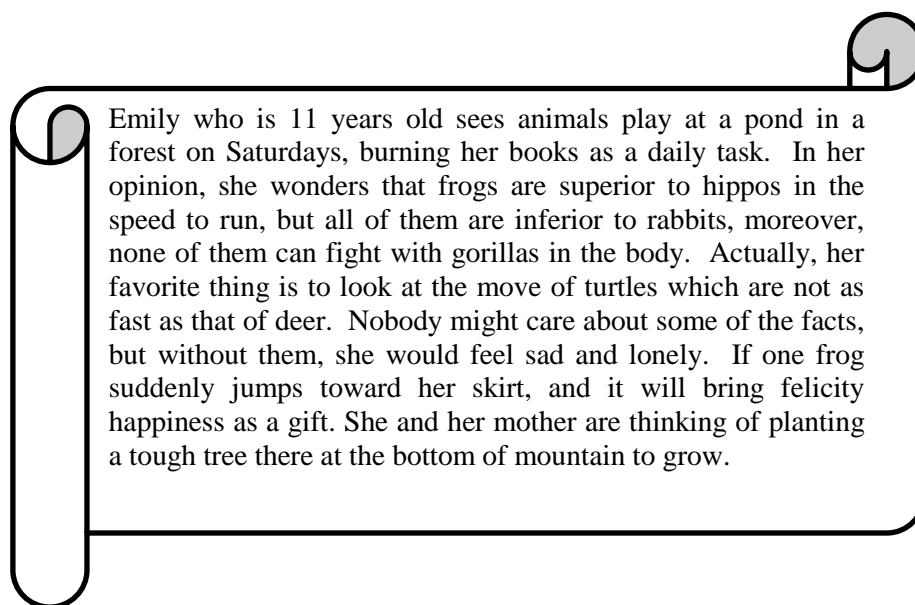 Emily who is 11 years old sees animals play at a pond in a
forest on Saturdays, burning her books as a daily task. In her
opinion, she wonders that frogs are superior to hippos in the
speed to run, but all of them are inferior to rabbits, moreover,
none of them can fight with gorillas in the body. Actually, her
favorite thing is to look at the move of turtles which are not as
fast as that of deer. Nobody might care about some of the facts,
but without them, she would feel sad and lonely. If one frog
suddenly jumps toward her skirt, and it will bring felicity
happiness as a gift. She and her mother are thinking of planting
a tough tree there at the bottom of mountain to grow.